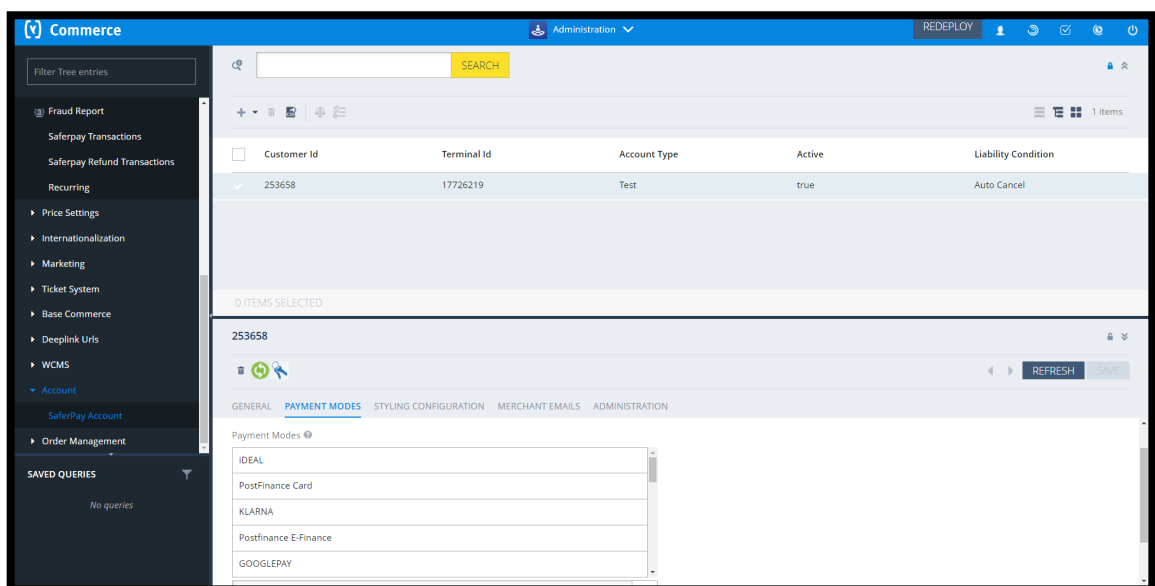 (y) Commerce
Administration
REDEPLOY
Filter Tree entries
SEARCH
Fraud Report
Saferpay Transactions
Saferpay Refund Transactions
Recurring
Price Settings
Internationalization
Marketing
Ticket System
Base Commerce
Deeplink Urls
WCMS
Account
SaferPay Account
Order Management
SAVED QUERIES
No queries
1 items
Customer Id Terminal Id Account Type Active Liability Condition
253658 17726219 Test true Auto Cancel
0 ITEMS SELECTED
253658
REFRESH SAVE
GENERAL PAYMENT MODES STYLING CONFIGURATION MERCHANT EMAILS ADMINISTRATION
Payment Modes
iDEAL
PostFinance Card
KLARNA
Postfinance E-Finance
GOOGLEPAY